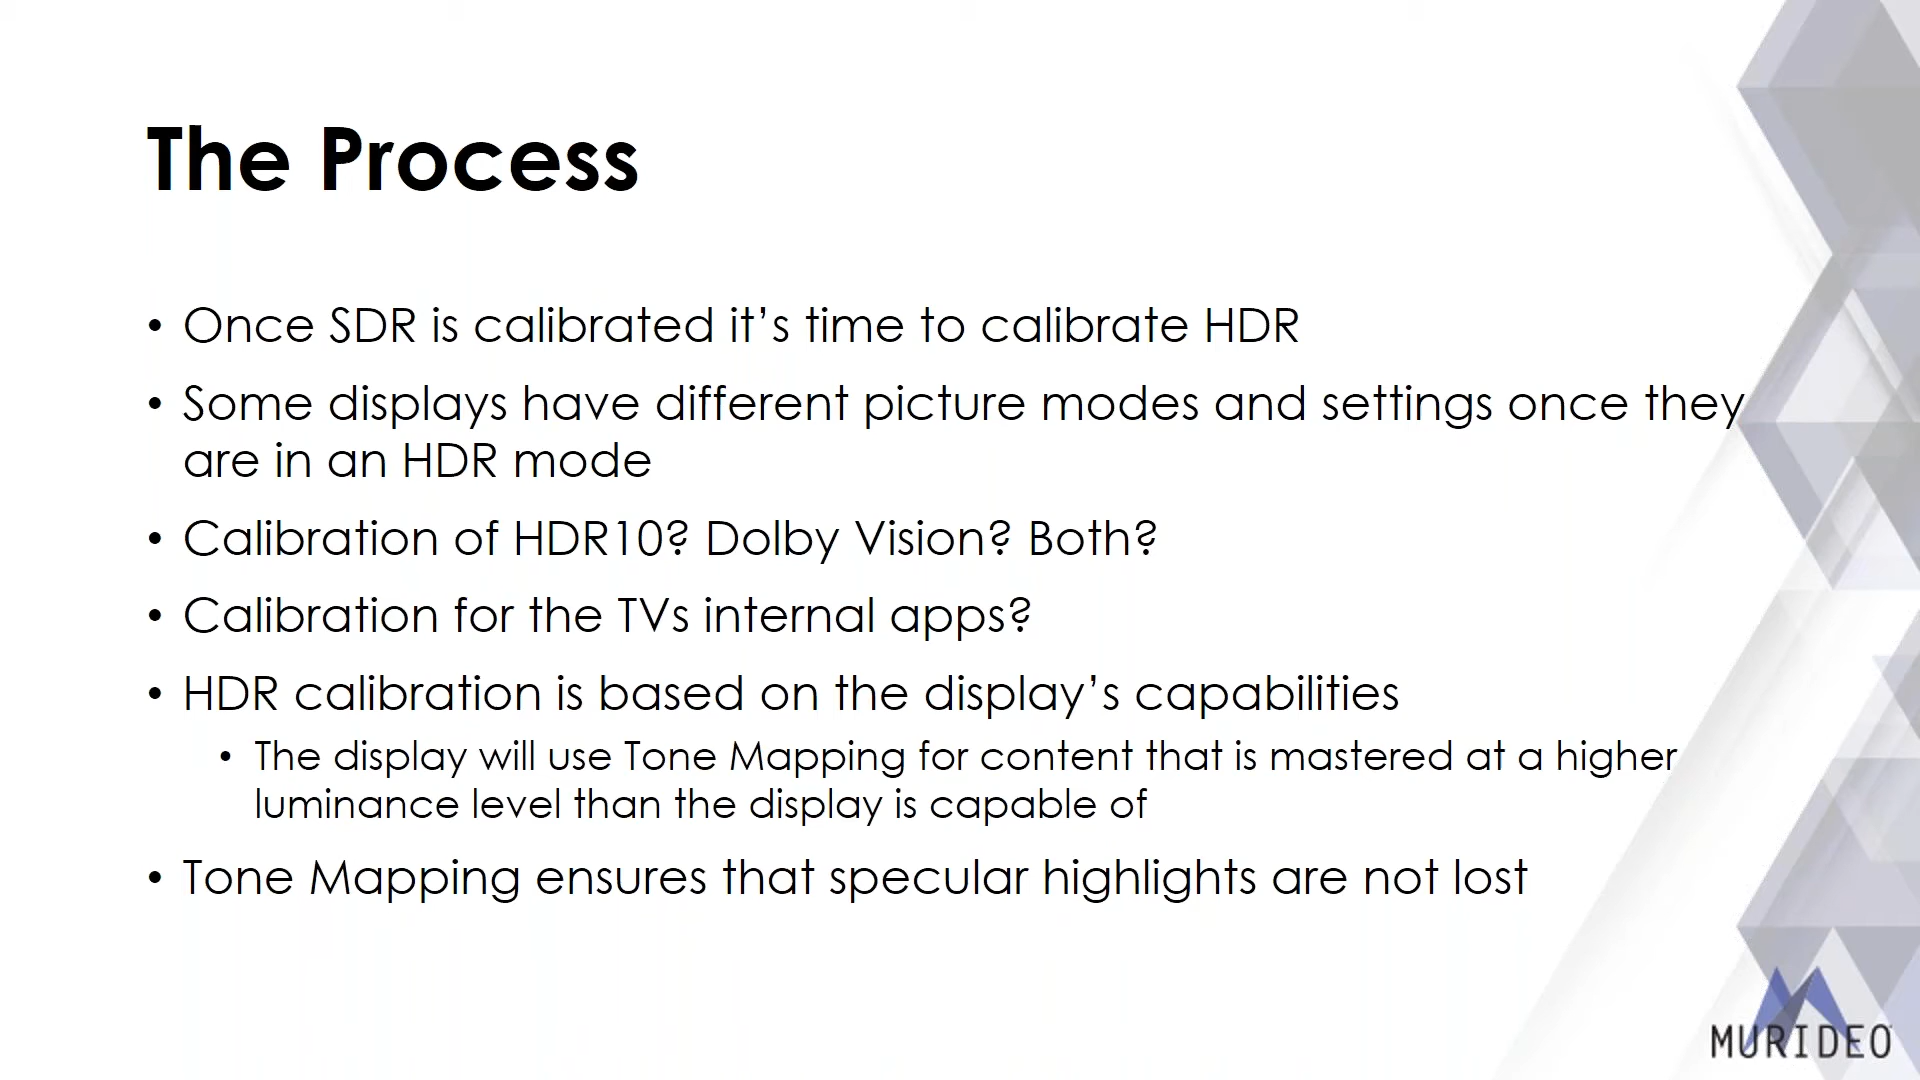 The Process
• Once SDR is calibrated it’s time to calibrate HDR
• Some displays have different picture modes and settings once they
are in an HDR mode
• Calibration of HDR10? Dolby Vision? Both?
• Calibration for the TVs internal apps?
• HDR calibration is based on the display’s capabilities
• The display will use Tone Mapping for content that is mastered at a higher
luminance level than the display is capable of
• Tone Mapping ensures that specular highlights are not lost
MURIDEO